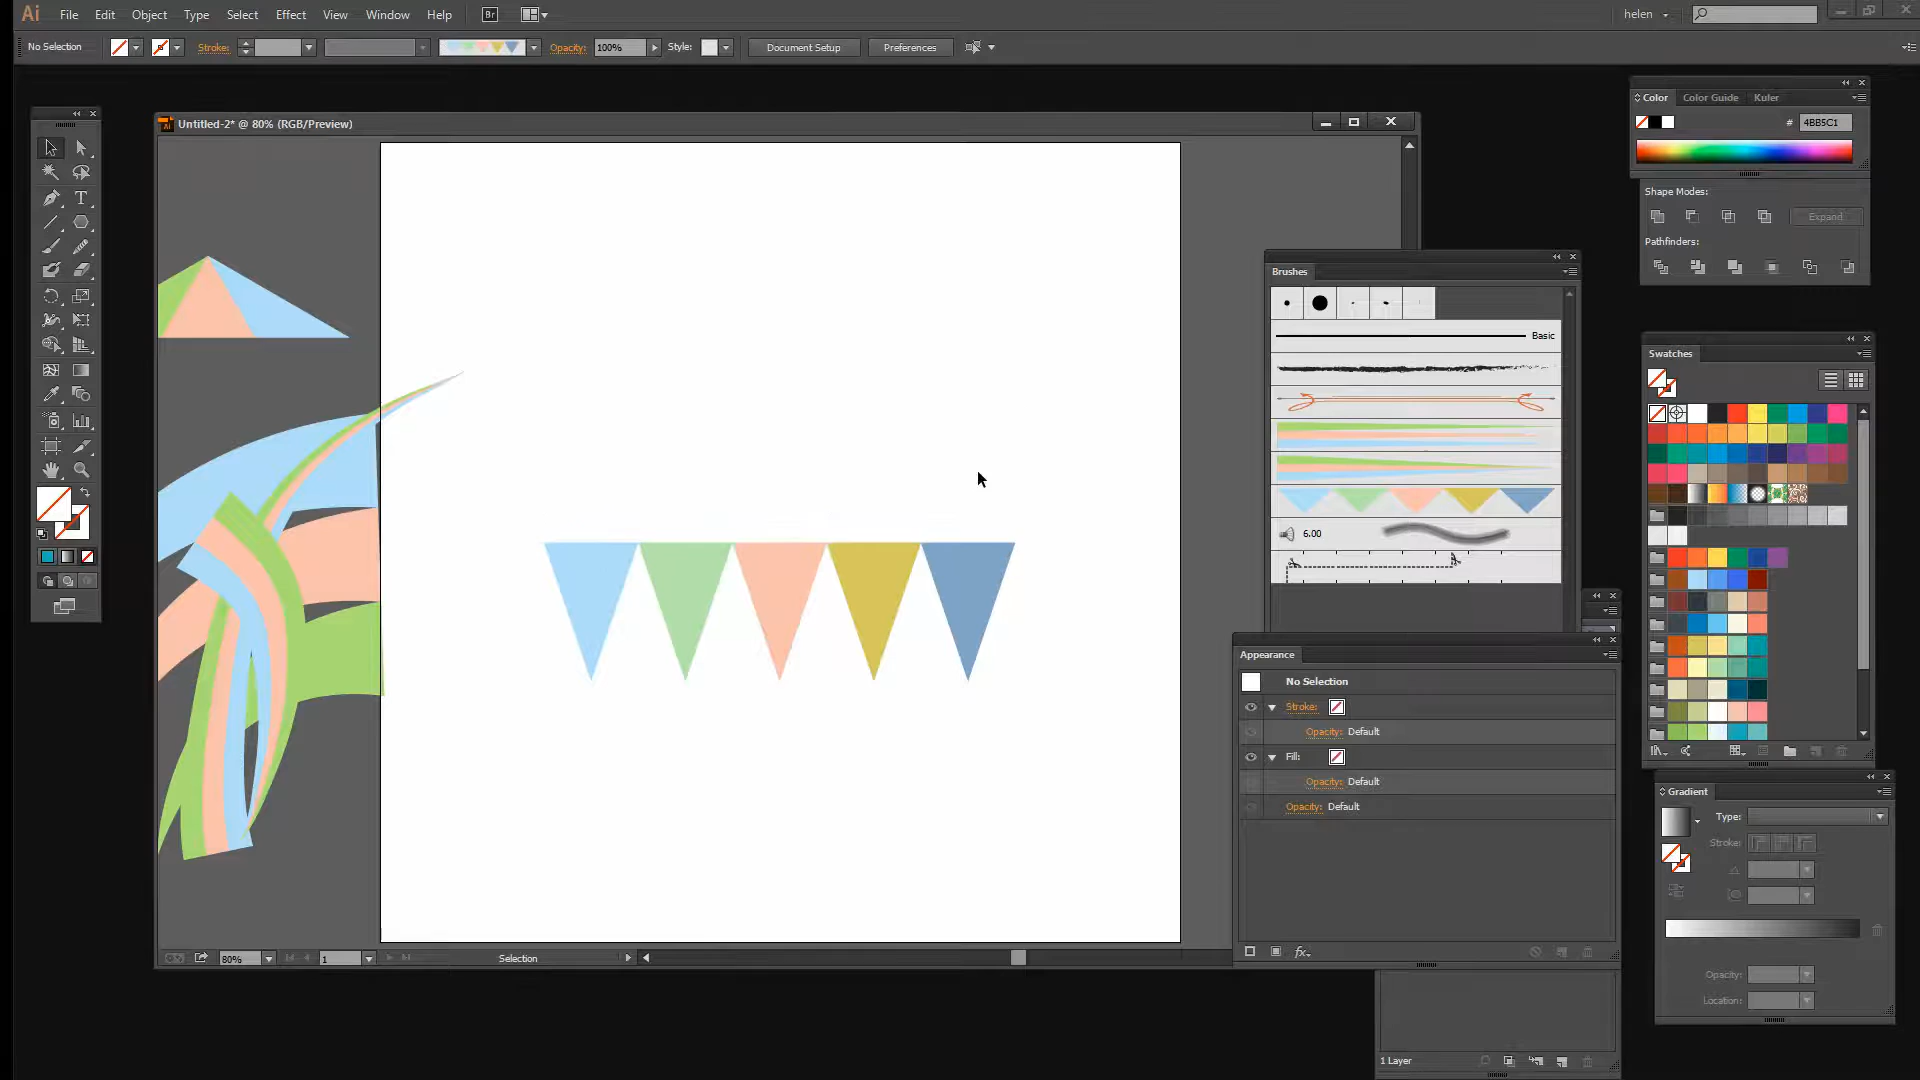 Ai File Edit Object Type Select Effect View Window Help Br helen
No Selection Stroke: Opacity: 100% Style: Document Setup Preferences
Untitled-2* @ 80% (RGB/Preview)
Color Color Guide Kuler
# 4BB5C1
Shape Modes:
Expand
Pathfinders:
Brushes
Basic
6.00
Swatches
Appearance
No Selection
Stroke:
Opacity: Default
Fill:
Opacity: Default
Opacity: Default
Gradient
Type:
Stroke:
Opacity:
Location:
80% 1 Selection
1 Layer